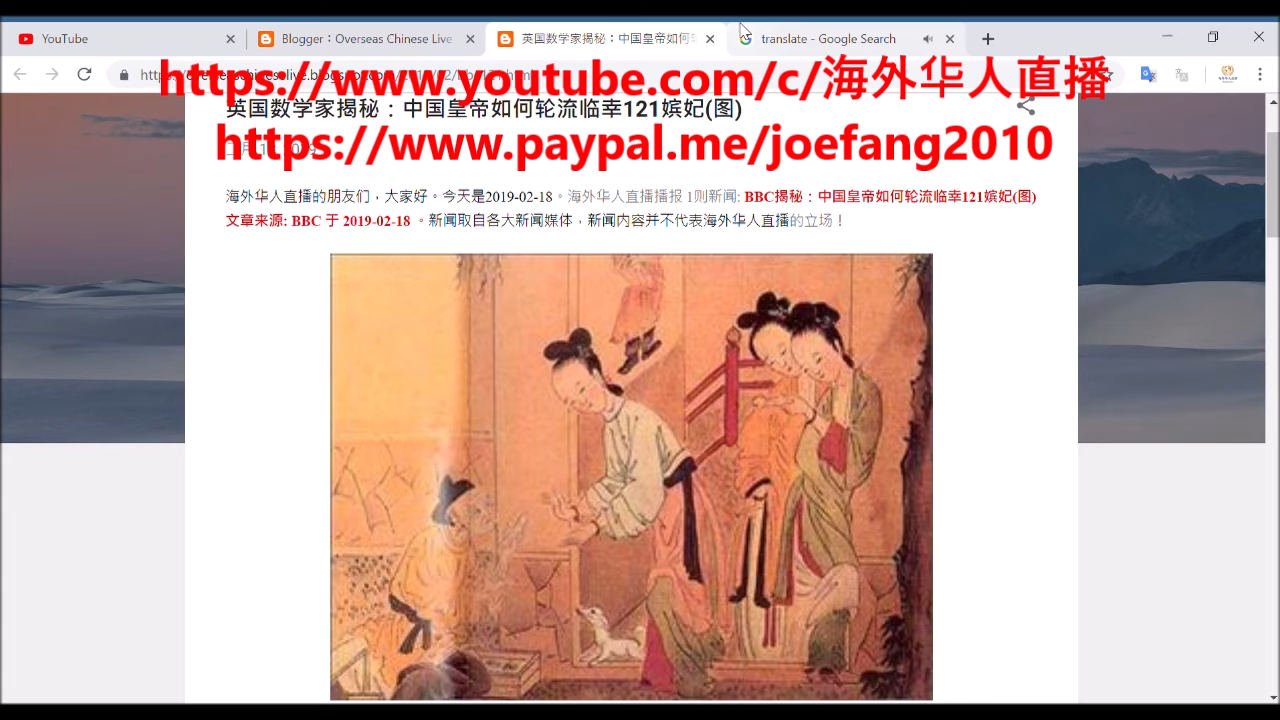 YouTube
Blogger：Overseas Chinese Live
英国数学家揭秘：中国皇帝如何
translate - Google Search
https://www.youtube.com/c/海外华人直播
英国数学家揭秘：中国皇帝如何轮流临幸121嫔妃(图)
https://www.paypal.me/joefang2010
海外华人直播的朋友们，大家好。今天是2019-02-18。海外华人直播播报 1则新闻: BBC揭秘：中国皇帝如何轮流临幸121嫔妃(图)
文章来源: BBC 于 2019-02-18 。新闻取自各大新闻媒体，新闻内容并不代表海外华人直播的立场！